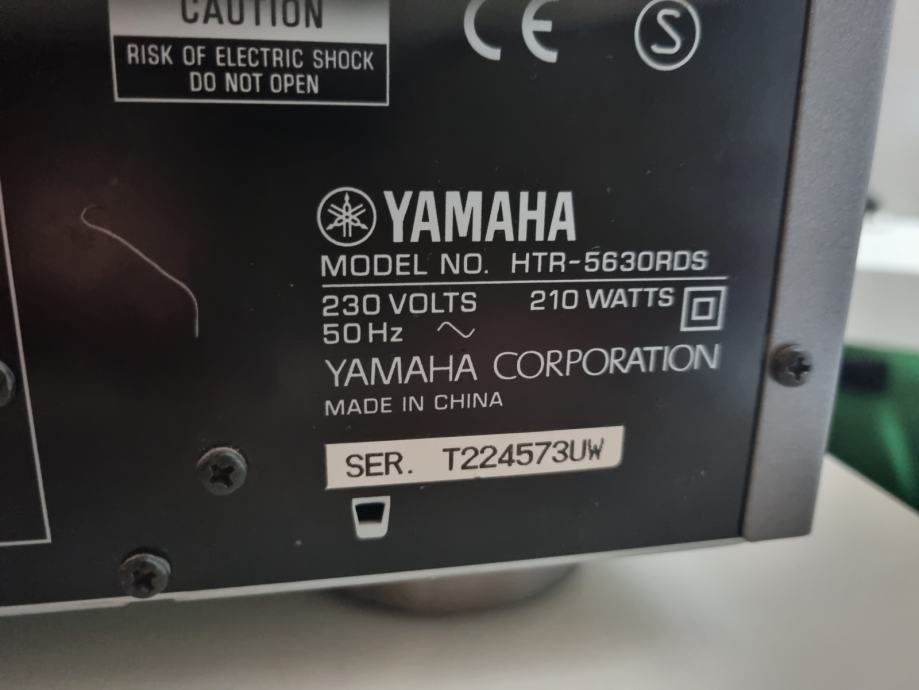 CAUTION
RISK OF ELECTRIC SHOCK
DO NOT OPEN
CE
S
YAMAHA
MODEL NO. HTR-5630RDS
230 VOLTS 210 WATTS
50 Hz ~
YAMAHA CORPORATION
MADE IN CHINA
SER. T224573UW